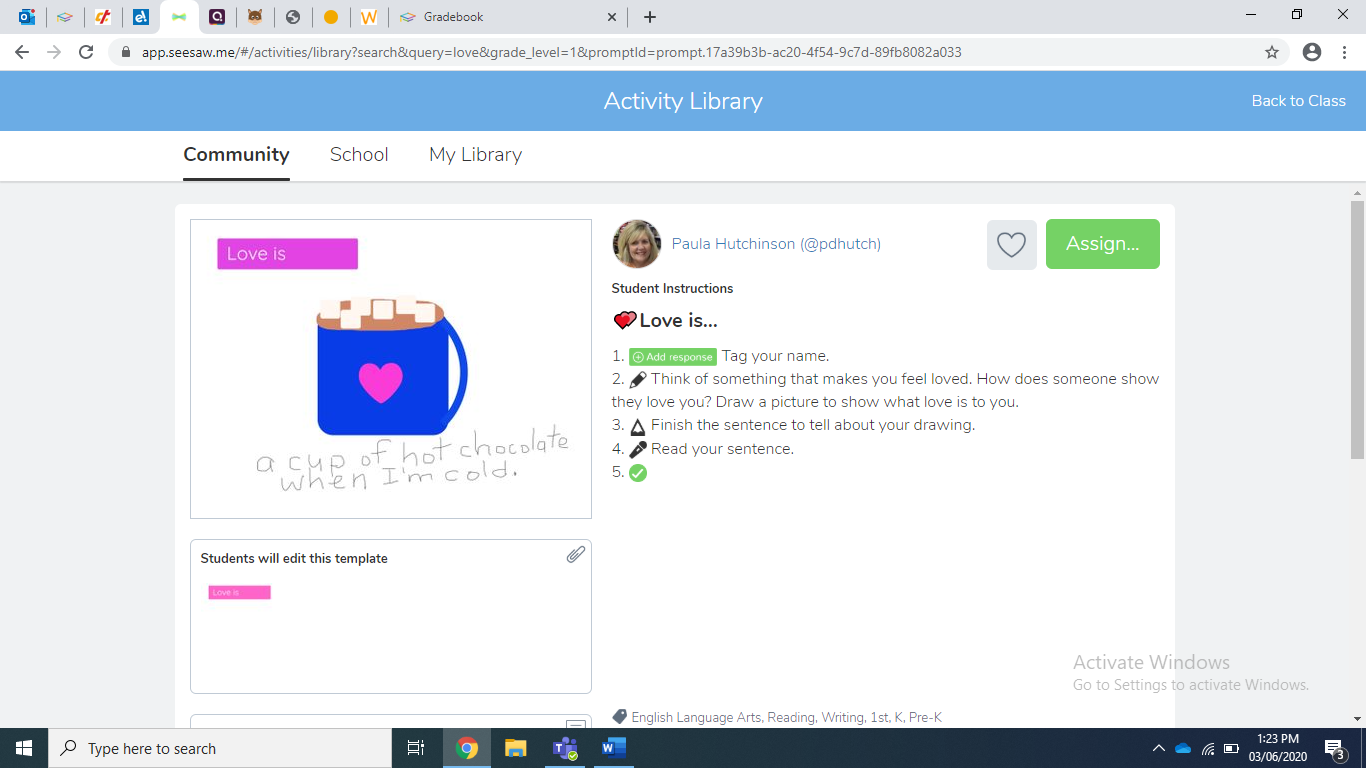 Gradebook
app.seesaw.me/#/activities/library?search&query=love&grade_level=1&promptId=prompt.17a39b3b-ac20-4f54-9c7d-89fb8082a033
Activity Library
Back to Class
Community School My Library
Love is
a cup of hot chocolate
when I'm cold.
Paula Hutchinson (@pdhutch)
Assign...
Student Instructions
Love is...
1. Add response Tag your name.
2. Think of something that makes you feel loved. How does someone show
they love you? Draw a picture to show what love is to you.
3. Finish the sentence to tell about your drawing.
4. Read your sentence.
5.
Students will edit this template
Love is
Activate Windows
Go to Settings to activate Windows.
English Language Arts, Reading, Writing, 1st, K, Pre-K
Type here to search
1:23 PM
03/06/2020
3